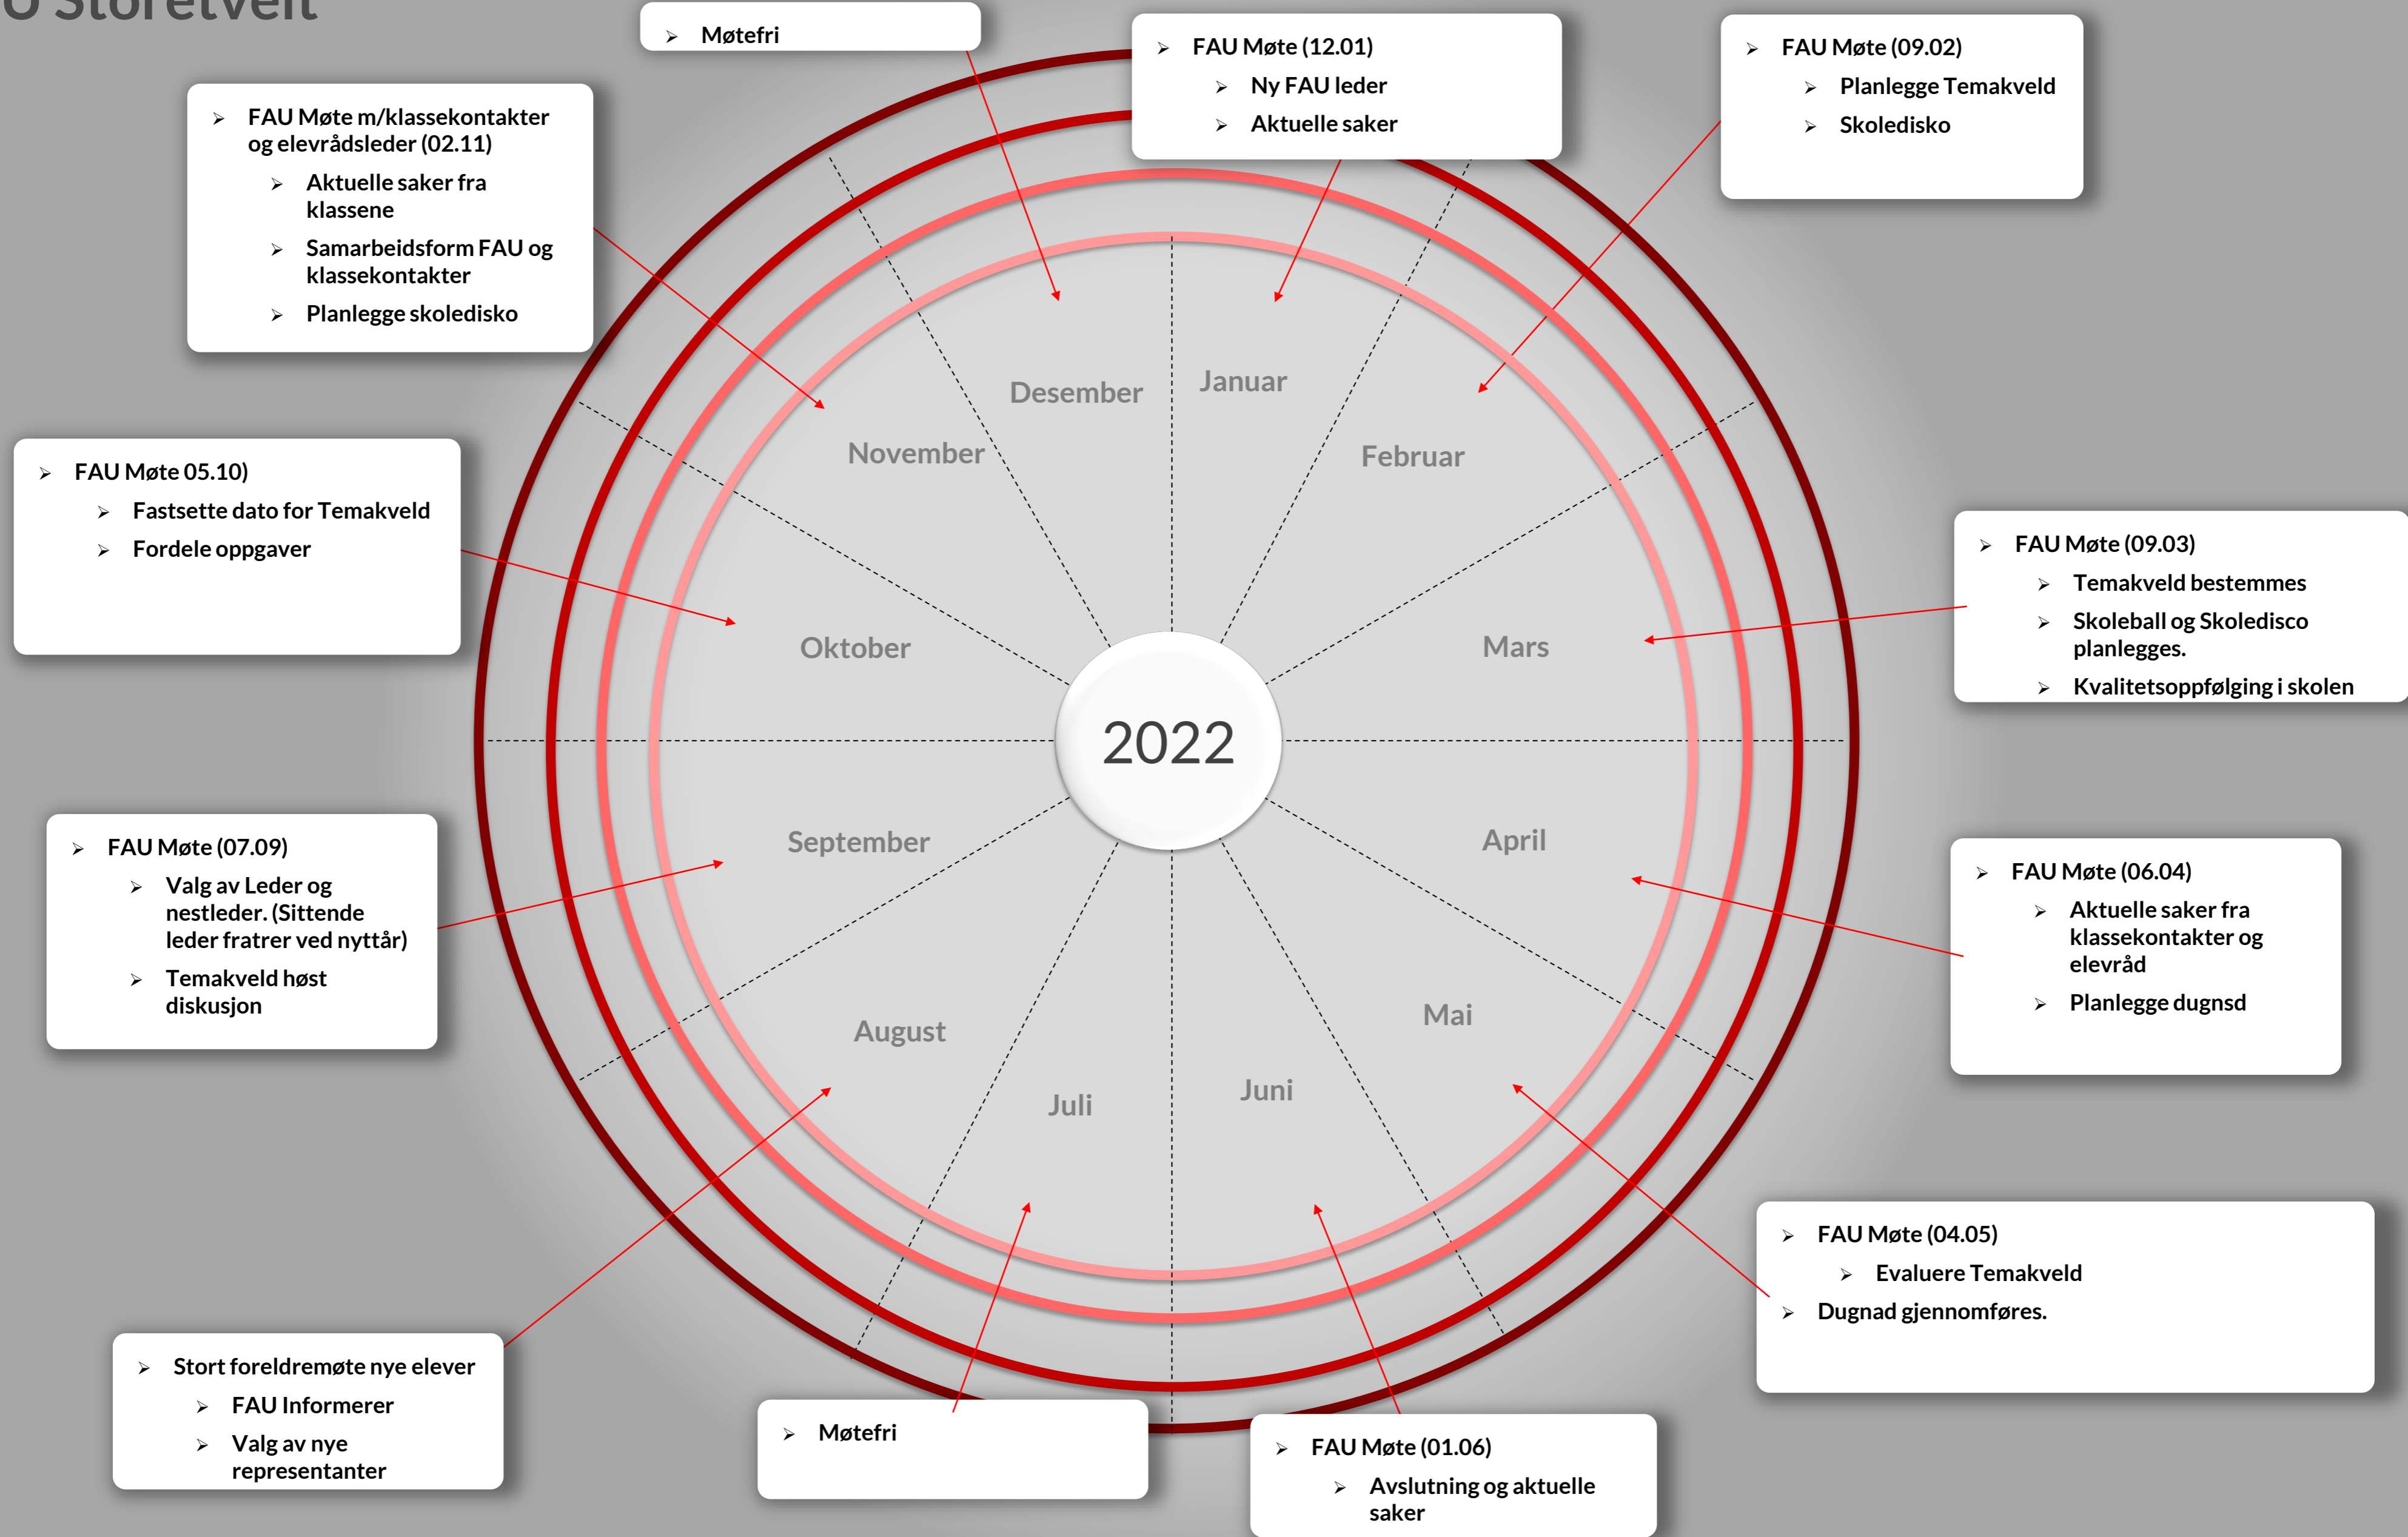 U Storetveit
Møtefri
FAU Møte (12.01)
Ny FAU leder
Aktuelle saker
FAU Møte (09.02)
Planlegge Temakveld
Skoledisko
FAU Møte m/klassekontakter
og elevrådsleder (02.11)
Aktuelle saker fra
klassene
Samarbeidsform FAU og
klassekontakter
Planlegge skoledisko
Desember
Januar
November
Februar
FAU Møte 05.10)
Fastsette dato for Temakveld
Fordele oppgaver
FAU Møte (09.03)
Temakveld bestemmes
Skoleball og Skoledisco
planlegges.
Kvalitetsoppfølging i skolen
Oktober
Mars
2022
September
April
FAU Møte (07.09)
Valg av Leder og
nestleder. (Sittende
leder fratrer ved nyttår)
Temakveld høst
diskusjon
FAU Møte (06.04)
Aktuelle saker fra
klassekontakter og
elevråd
Planlegge dugnsd
August
Mai
Juli
Juni
FAU Møte (04.05)
Evaluere Temakveld
Dugnad gjennomføres.
Stort foreldremøte nye elever
FAU Informerer
Valg av nye
representanter
Møtefri
FAU Møte (01.06)
Avslutning og aktuelle
saker